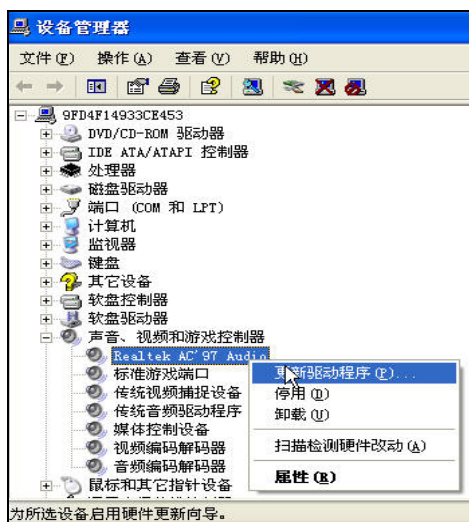 设备管理器
文件(F) 操作(A) 查看(V) 帮助(H)
9FD4F14933CE453
DVD/CD-ROM 驱动器
IDE ATA/ATAPI 控制器
处理器
磁盘驱动器
端口 (COM 和 LPT)
计算机
监视器
键盘
其它设备
软盘控制器
软盘驱动器
声音、视频和游戏控制器
Realtek AC'97 Audio
标准游戏端口
传统视频捕捉设备
传统音频驱动程序
媒体控制设备
视频编码解码器
音频编码解码器
鼠标和其它指针设备
更新驱动程序(P)...
停用(D)
卸载(U)
扫描检测硬件改动(A)
属性(R)
为所选设备启用硬件更新向导。